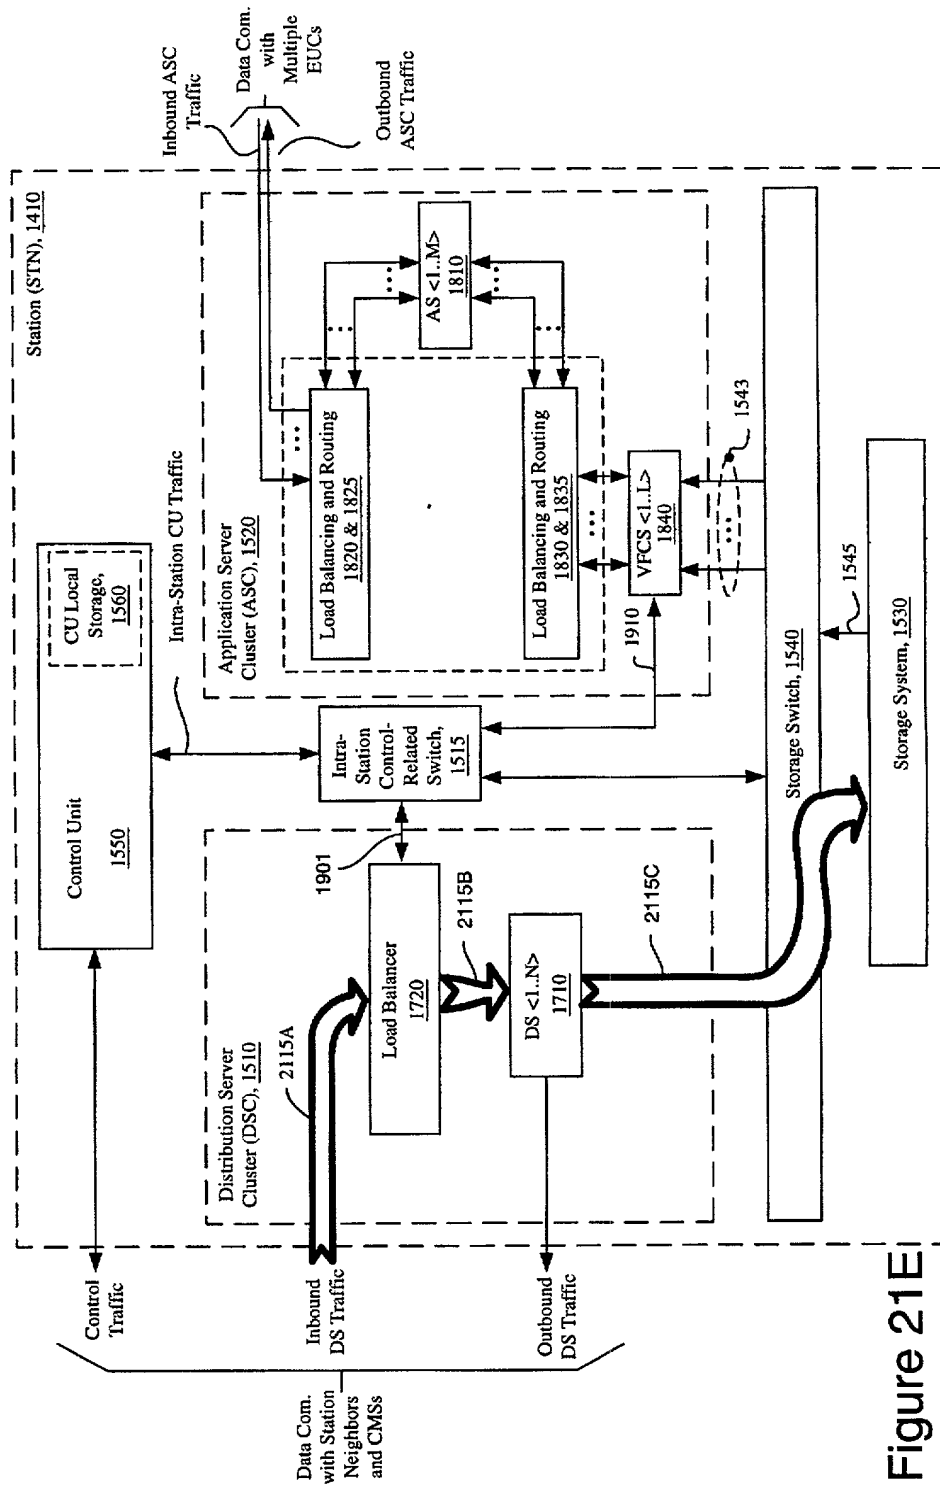 Station (STN), 1410
Control Unit
1550
CU Local
Storage,
1560
Intra-Station CU Traffic
Control
Traffic
Data Com.
with Station
Neighbors
and CMSs
Inbound
DS Traffic
Outbound
DS Traffic
Distribution Server
Cluster (DSC), 1510
2115A
Load Balancer
1720
2115B
DS <1..N>
1710
2115C
1901
Intra-
Station
Control-
Related
Switch,
1515
Application Server
Cluster (ASC), 1520
Load Balancing and Routing
1820 & 1825
AS <1..M>
1810
Load Balancing and Routing
1830 & 1835
VFCS <1..L>
1840
1910
1543
Inbound ASC
Traffic
Data Com.
with
Multiple
EUCs
Outbound
ASC Traffic
Storage Switch, 1540
1545
Storage System, 1530
Figure 21E